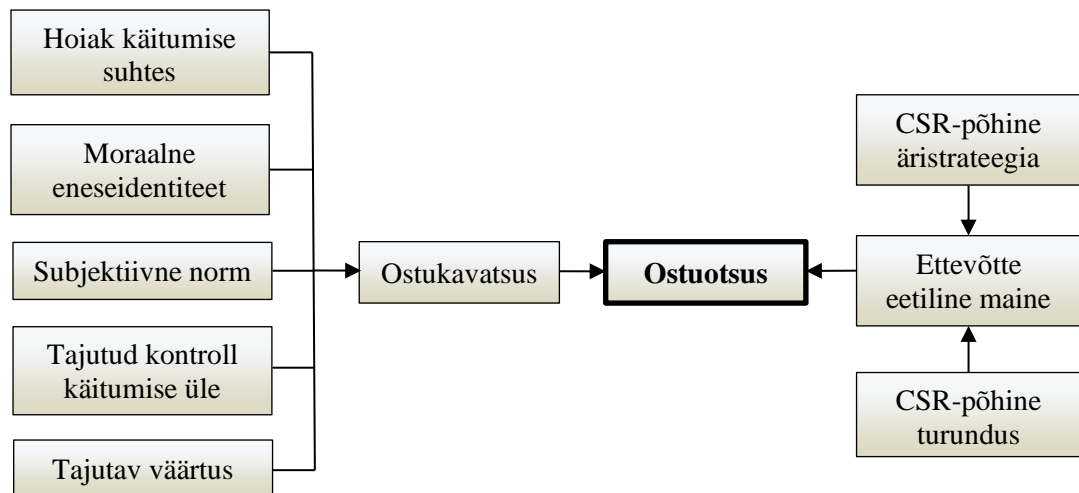 Hoiak käitumise
suhtes
Moraalne
eneseidentiteet
Subjektiivne norm
Tajutud kontroll
käitumise üle
Tajutav väärtus
Ostukavatsus
Ostuotsus
CSR-põhine
äristrateegia
Ettevõtte
eetiline maine
CSR-põhine
turundus